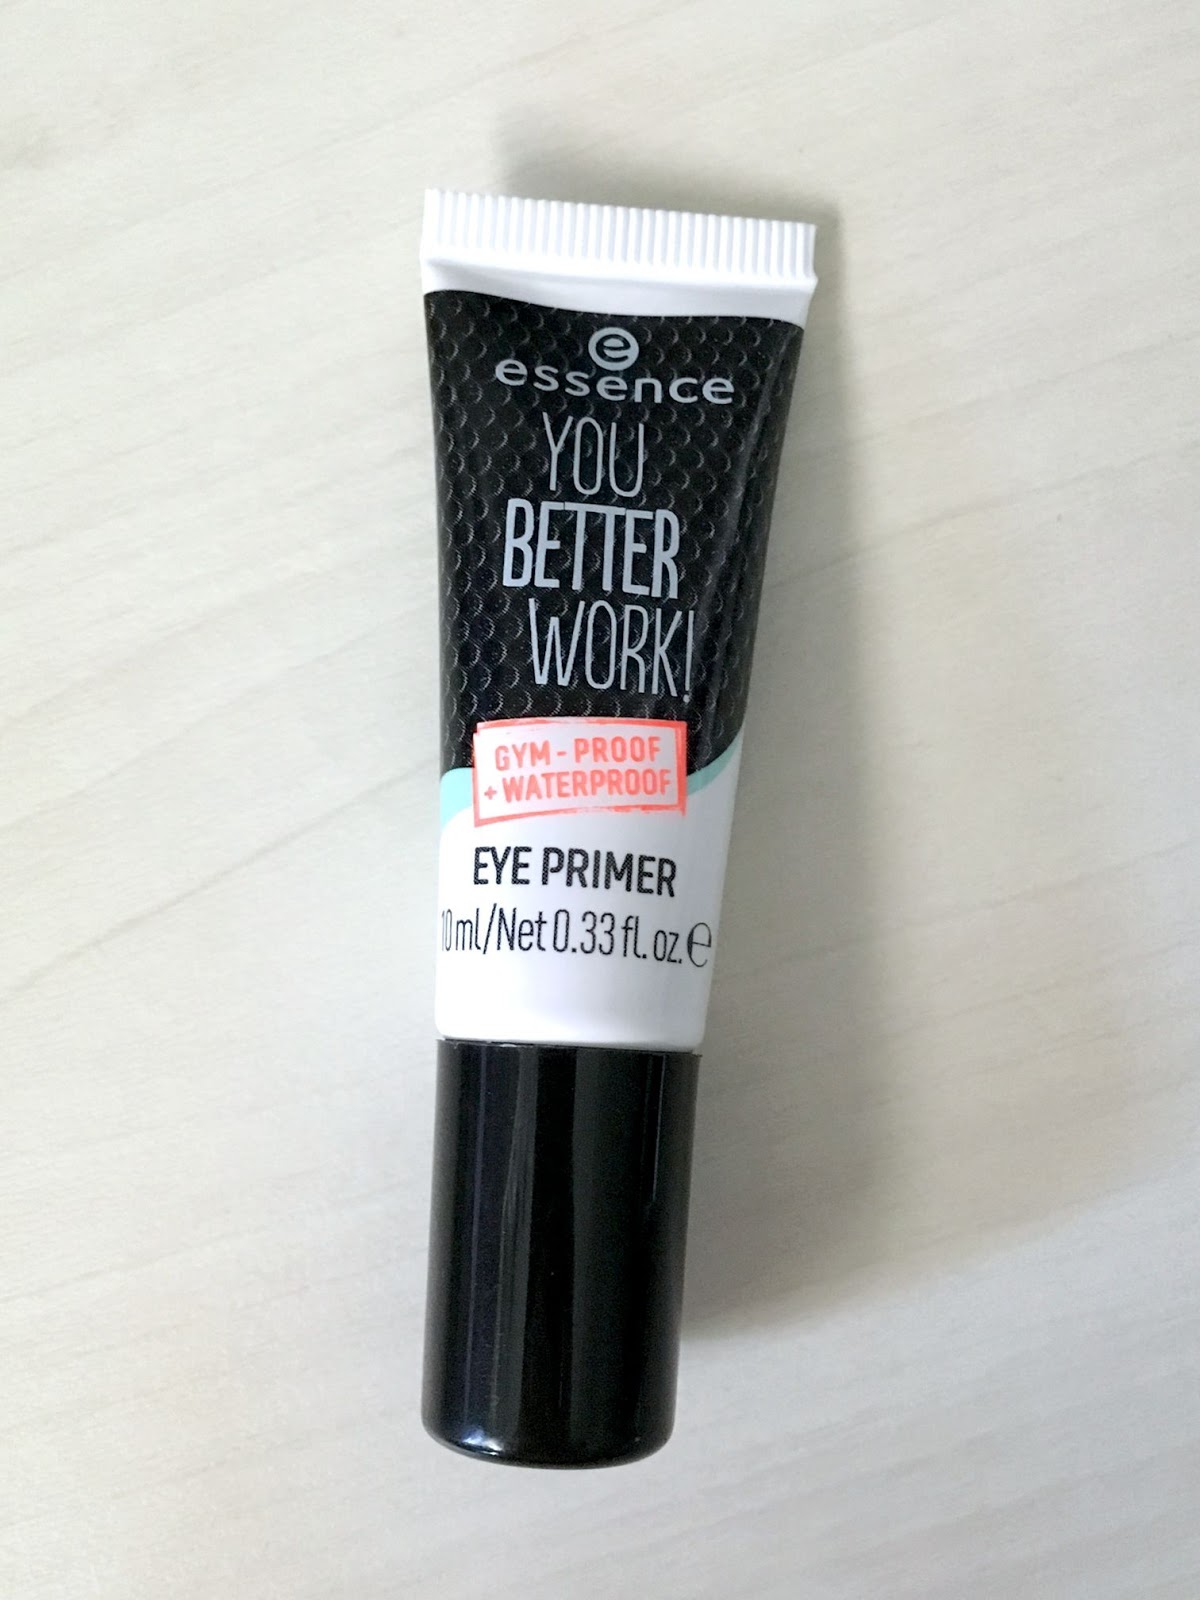 e
essence
YOU
BETTER
WORK!
GYM-PROOF
+ WATERPROOF
EYE PRIMER
10 ml/Net 0.33 fl. oz. ℮